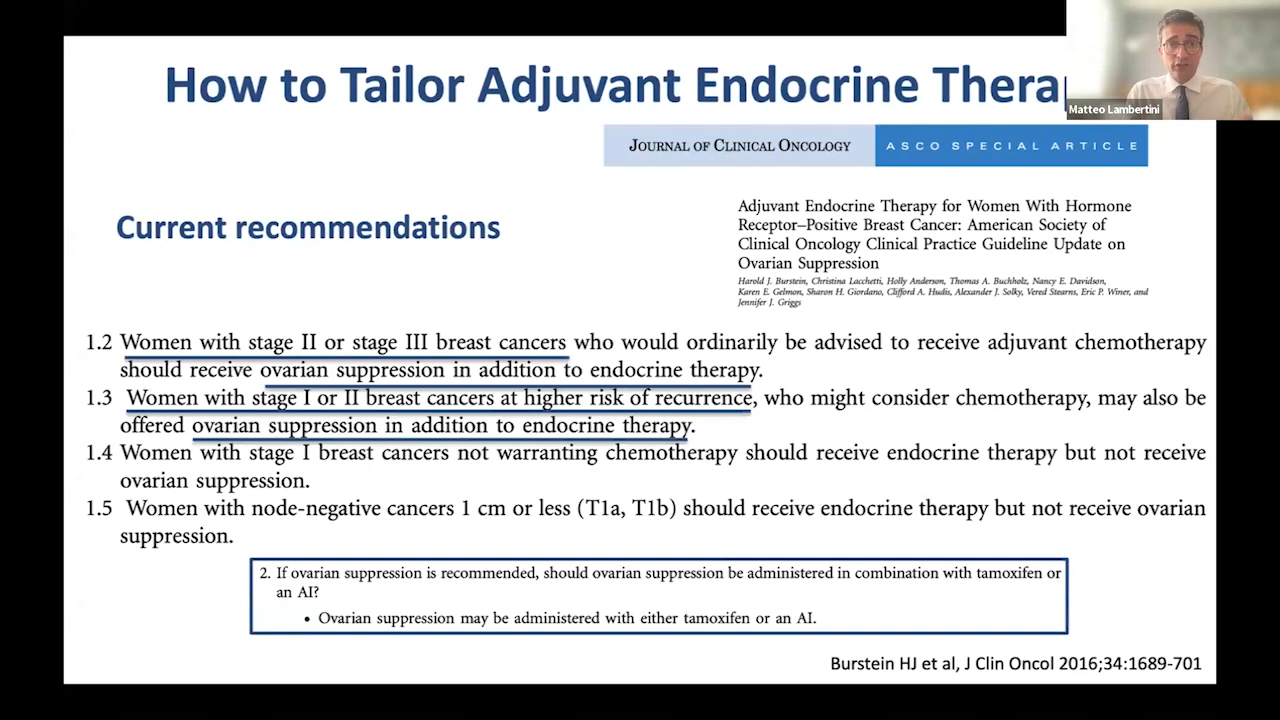 How to Tailor Adjuvant Endocrine Thera
Matteo Lambertini
JOURNAL OF CLINICAL ONCOLOGY
ASCO SPECIAL ARTICLE
Current recommendations
Adjuvant Endocrine Therapy for Women With Hormone
Receptor–Positive Breast Cancer: American Society of
Clinical Oncology Clinical Practice Guideline Update on
Ovarian Suppression
Harold J. Burstein, Christina Lacchetti, Holly Anderson, Thomas A. Buchholz, Nancy E. Davidson,
Karen E. Gelmon, Sharon H. Giordano, Clifford A. Hudis, Alexander J. Solky, Vered Stearns, Eric P. Winer, and
Jennifer J. Griggs
1.2 Women with stage II or stage III breast cancers who would ordinarily be advised to receive adjuvant chemotherapy
should receive ovarian suppression in addition to endocrine therapy.
1.3 Women with stage I or II breast cancers at higher risk of recurrence, who might consider chemotherapy, may also be
offered ovarian suppression in addition to endocrine therapy.
1.4 Women with stage I breast cancers not warranting chemotherapy should receive endocrine therapy but not receive
ovarian suppression.
1.5 Women with node-negative cancers 1 cm or less (T1a, T1b) should receive endocrine therapy but not receive ovarian
suppression.
2. If ovarian suppression is recommended, should ovarian suppression be administered in combination with tamoxifen or
an AI?
• Ovarian suppression may be administered with either tamoxifen or an AI.
Burstein HJ et al, J Clin Oncol 2016;34:1689-701